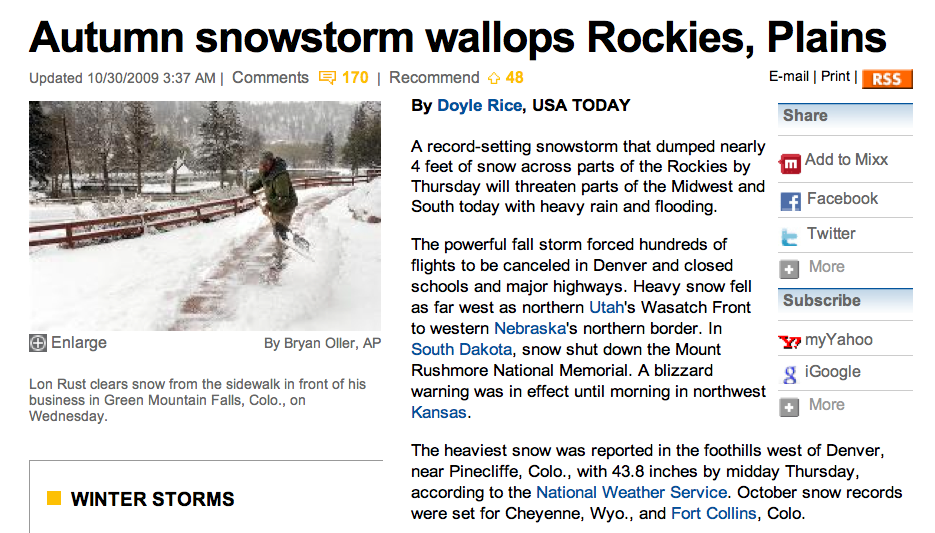 Autumn snowstorm wallops Rockies, Plains
Updated 10/30/2009 3:37 AM | Comments 170 | Recommend 48
E-mail | Print | RSS
By Doyle Rice, USA TODAY
A record-setting snowstorm that dumped nearly
4 feet of snow across parts of the Rockies by
Thursday will threaten parts of the Midwest and
South today with heavy rain and flooding.
The powerful fall storm forced hundreds of
flights to be canceled in Denver and closed
schools and major highways. Heavy snow fell
as far west as northern Utah's Wasatch Front
to western Nebraska's northern border. In
South Dakota, snow shut down the Mount
Rushmore National Memorial. A blizzard
warning was in effect until morning in northwest
Kansas.
The heaviest snow was reported in the foothills west of Denver,
near Pinecliffe, Colo., with 43.8 inches by midday Thursday,
according to the National Weather Service. October snow records
were set for Cheyenne, Wyo., and Fort Collins, Colo.
Enlarge
By Bryan Oller, AP
Lon Rust clears snow from the sidewalk in front of his
business in Green Mountain Falls, Colo., on
Wednesday.
WINTER STORMS
Share
Add to Mixx
Facebook
Twitter
More
Subscribe
myYahoo
iGoogle
More